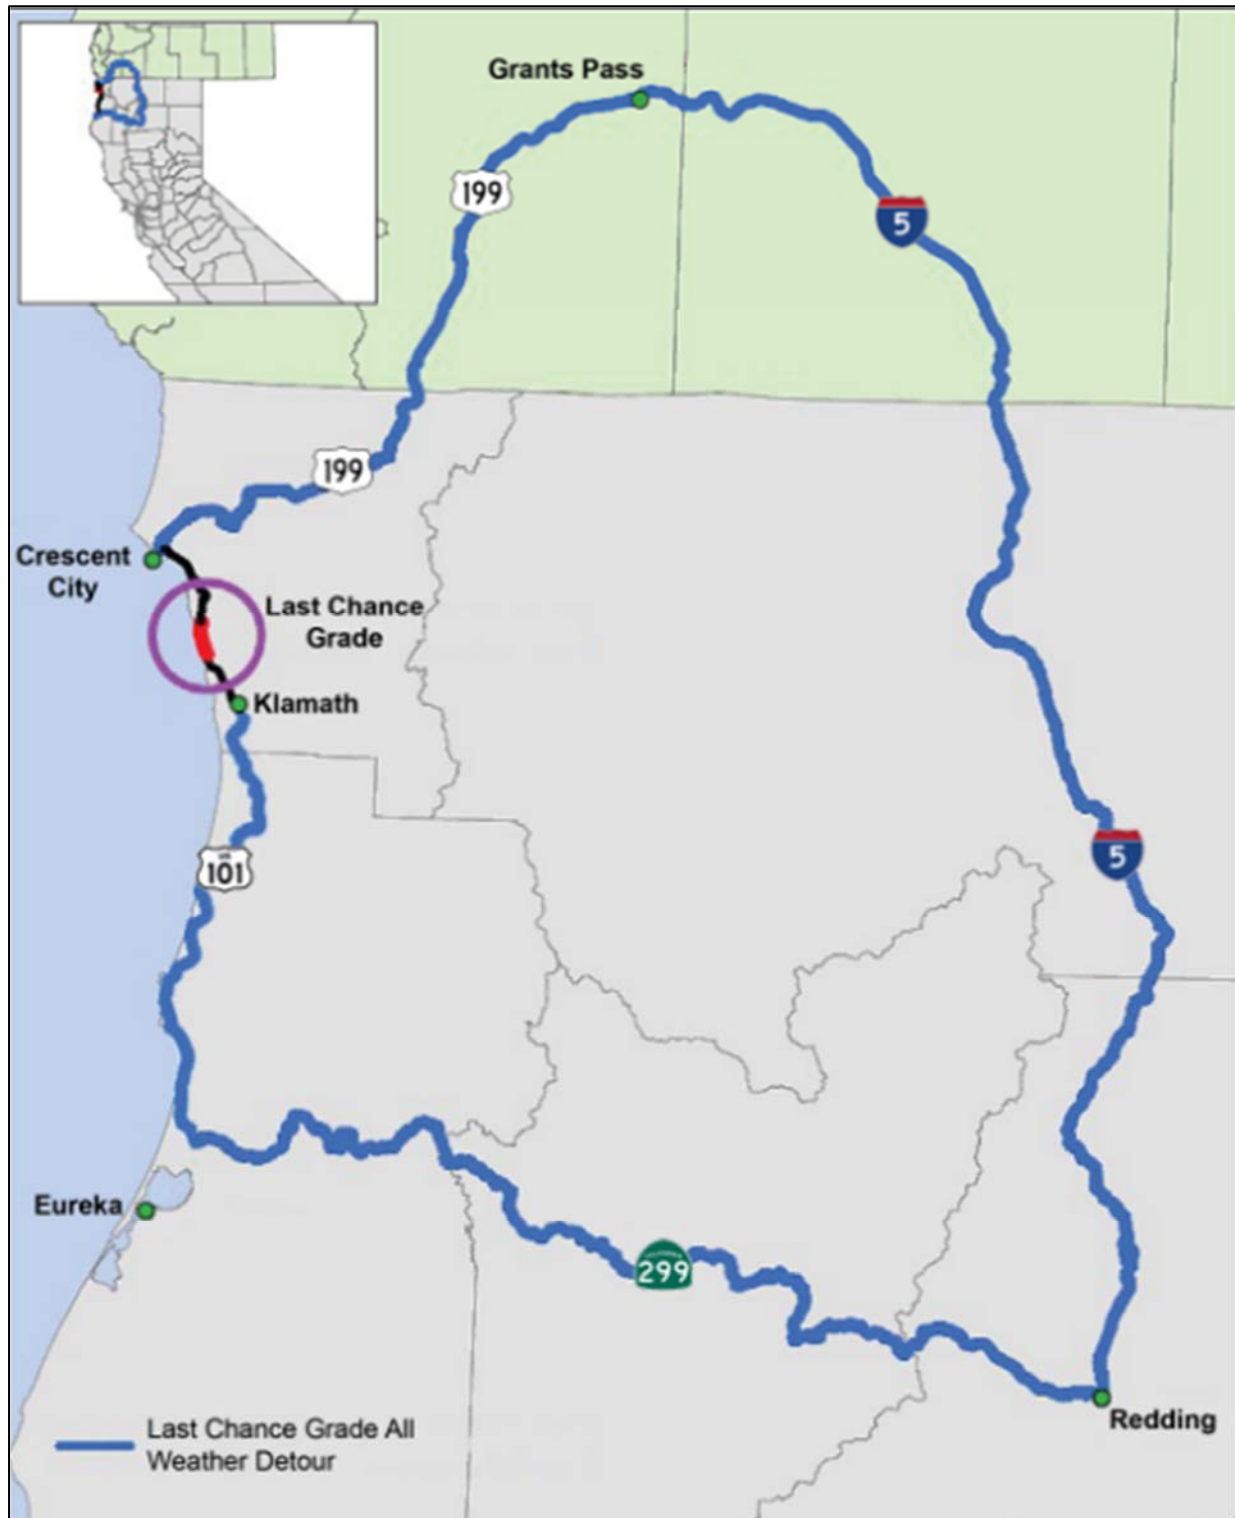 Grants Pass
199
5
199
Crescent
City
Last Chance
Grade
Klamath
5
101
Eureka
299
Redding
Last Chance Grade All
Weather Detour